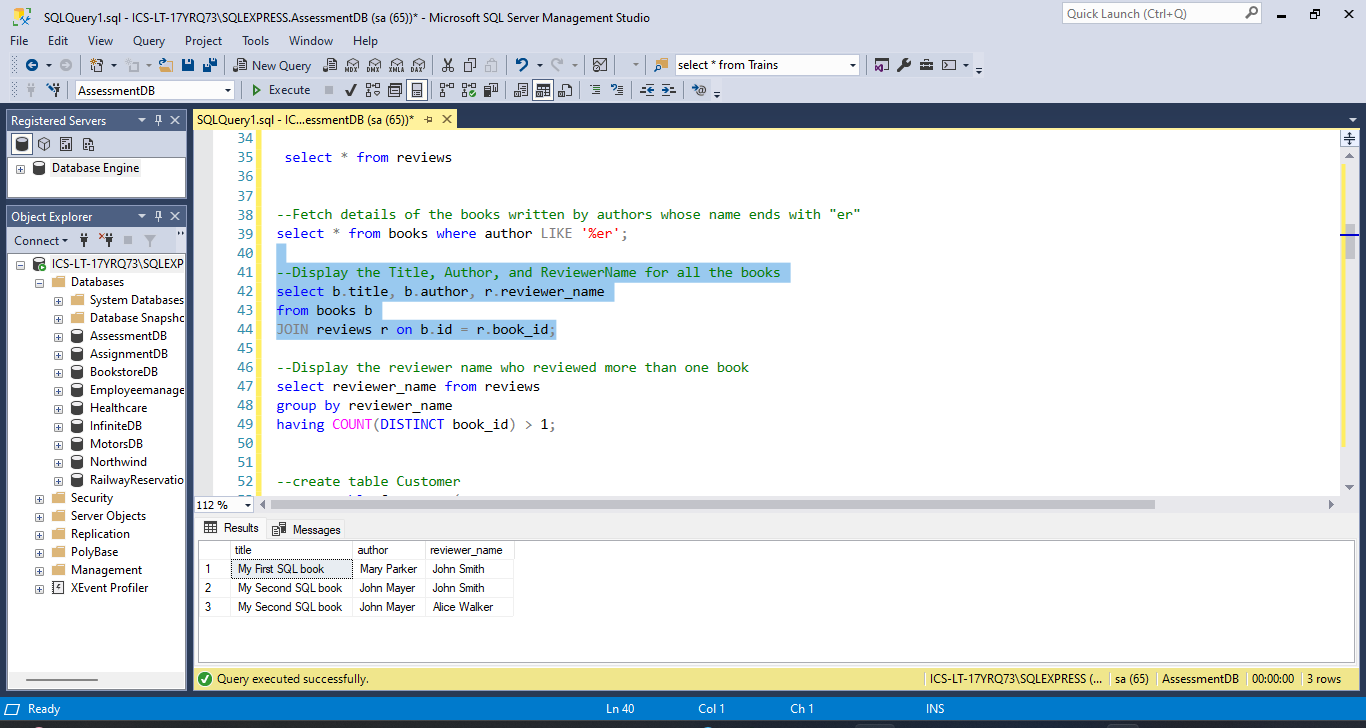 SQLQuery1.sql - ICS-LT-17YRQ73\SQLEXPRESS.AssessmentDB (sa (65))* - Microsoft SQL Server Management Studio
Quick Launch (Ctrl+Q)
File Edit View Query Project Tools Window Help
New Query
MDX DMX XMLA DAX
select * from Trains
AssessmentDB
Execute
Registered Servers
Database Engine
Object Explorer
Connect
ICS-LT-17YRQ73\SQLEXP
Databases
System Databases
Database Snapsho
AssessmentDB
AssignmentDB
BookstoreDB
Employeemanage
Healthcare
InfiniteDB
MotorsDB
Northwind
RailwayReservatio
Security
Server Objects
Replication
PolyBase
Management
XEvent Profiler
SQLQuery1.sql - IC...essmentDB (sa (65))*
34
35 select * from reviews
36
37
38 --Fetch details of the books written by authors whose name ends with "er"
39 select * from books where author LIKE '%er';
40
41 --Display the Title, Author, and ReviewerName for all the books
42 select b.title, b.author, r.reviewer_name
43 from books b
44 JOIN reviews r on b.id = r.book_id;
45
46 --Display the reviewer name who reviewed more than one book
47 select reviewer_name from reviews
48 group by reviewer_name
49 having COUNT(DISTINCT book_id) > 1;
50
51
52 --create table Customer
112 %
Results Messages
title author reviewer_name
1 My First SQL book Mary Parker John Smith
2 My Second SQL book John Mayer John Smith
3 My Second SQL book John Mayer Alice Walker
Query executed successfully.
ICS-LT-17YRQ73\SQLEXPRESS (... sa (65) AssessmentDB 00:00:00 3 rows
Ready Ln 40 Col 1 Ch 1 INS